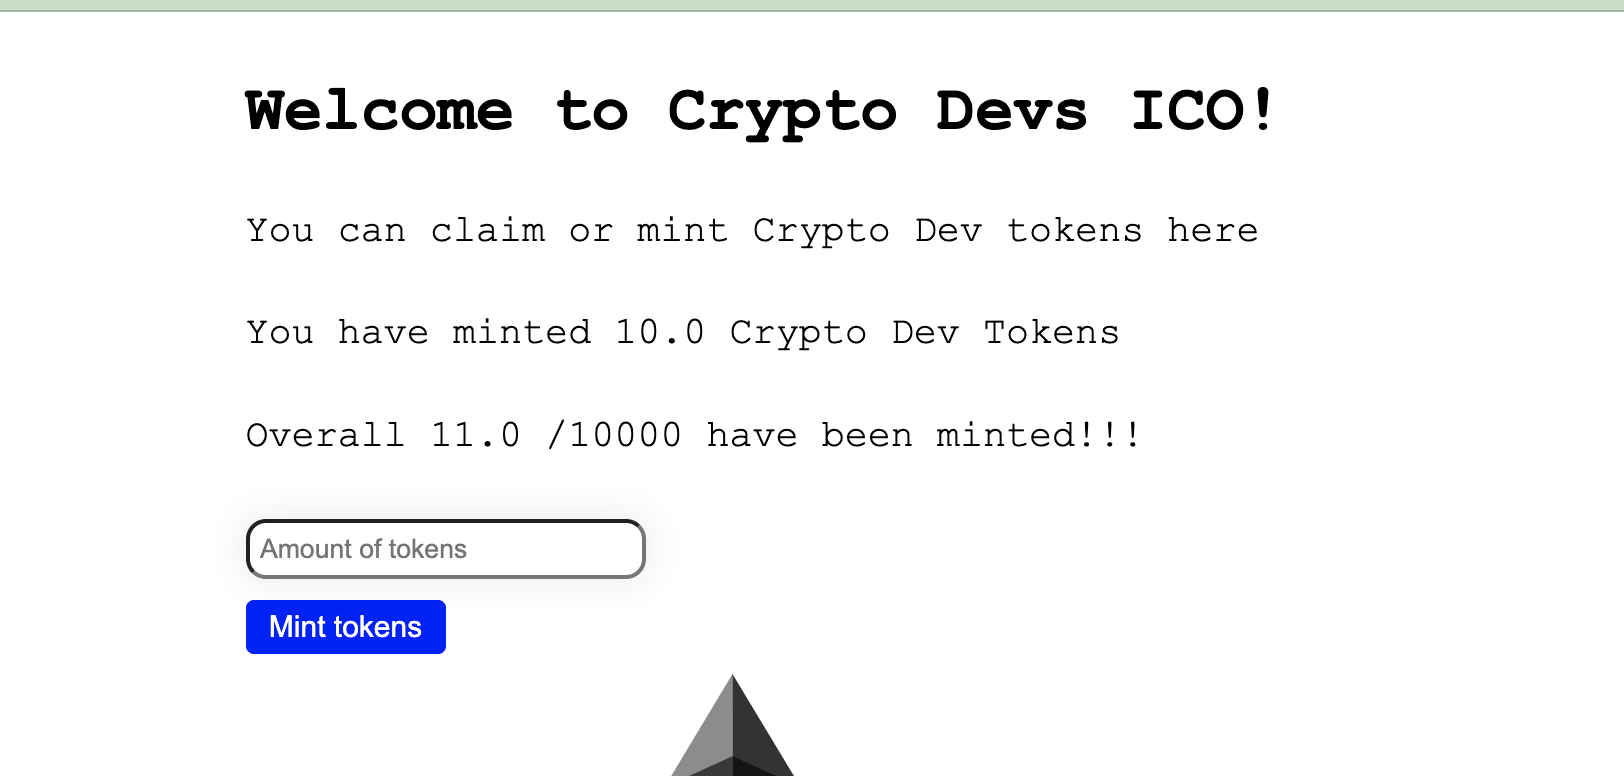 Welcome to Crypto Devs ICO!
You can claim or mint Crypto Dev tokens here
You have minted 10.0 Crypto Dev Tokens
Overall 11.0 /10000 have been minted!!!
Amount of tokens
Mint tokens